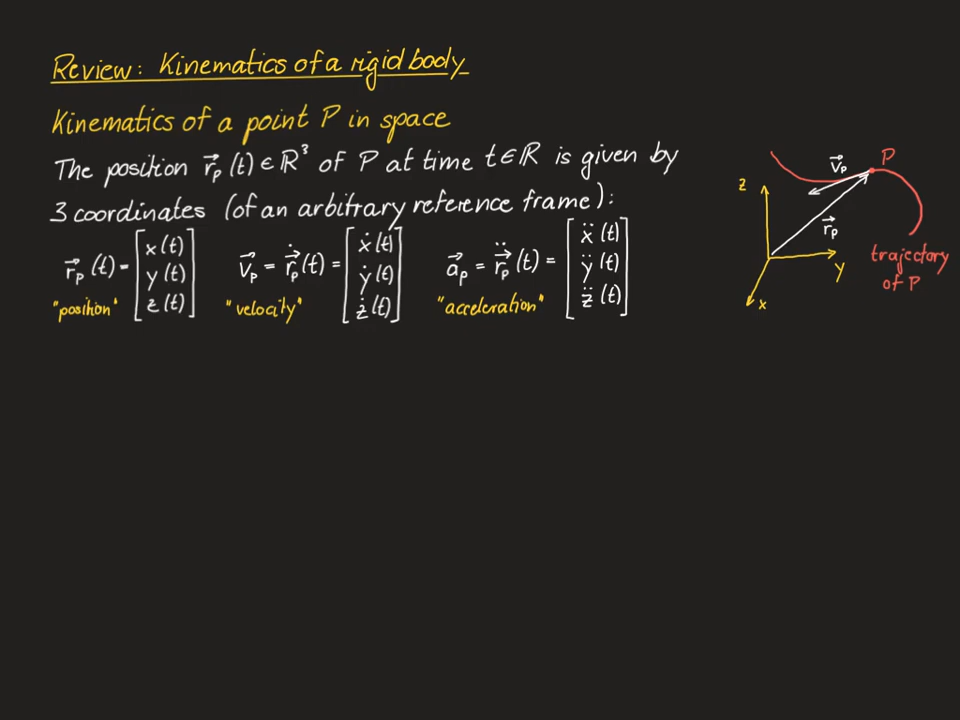 Review: Kinematics of a rigid body
Kinematics of a point P in space
The position r⃗ₚ(t) ∈ ℝ³ of P at time t ∈ ℝ is given by
3 coordinates (of an arbitrary reference frame):
r⃗ₚ(t) = [x(t) y(t) z(t)] v⃗ₚ = ṙ⃗ₚ(t) = [ẋ(t) ẏ(t) ż(t)] a⃗ₚ = r̈⃗ₚ(t) = [ẍ(t) ÿ(t) z̈(t)]
"position" "velocity" "acceleration"
z
y
x
v⃗ₚ
P
r⃗ₚ
trajectory
of P